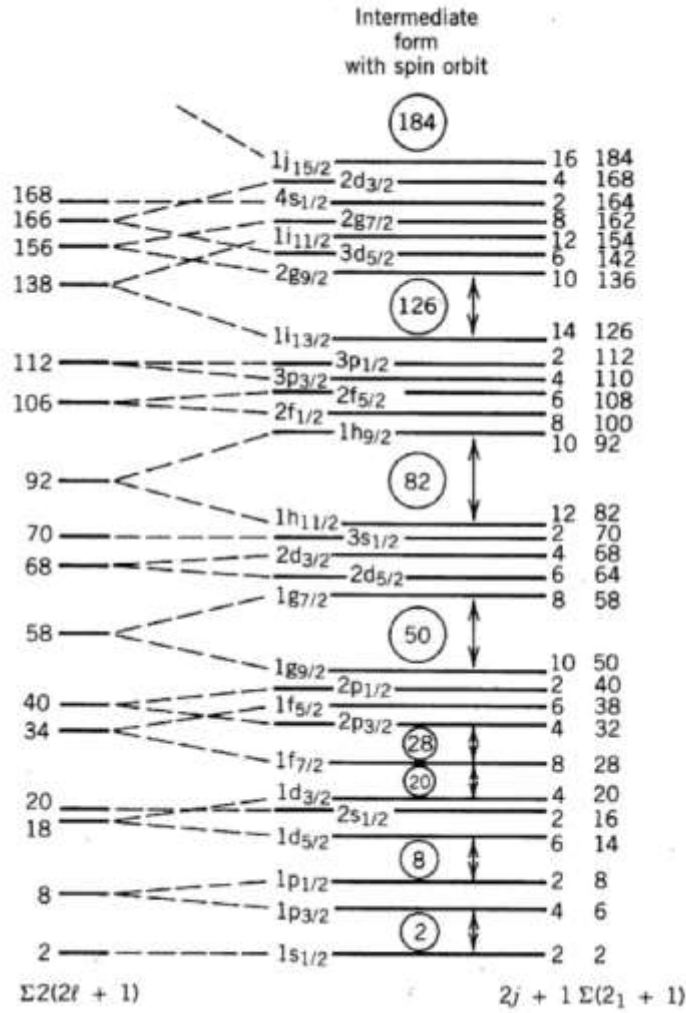 Intermediate
form
with spin orbit
184
1j15/2 16 184
2d3/2 4 168
168 4s1/2 2 164
166 2g7/2 8 162
156 1i11/2 12 154
3d5/2 6 142
138 2g9/2 10 136
126
1i13/2 14 126
112 3p1/2 2 112
3p3/2 4 110
106 2f5/2 6 108
2f1/2 8 100
1h9/2 10 92
92 82
1h11/2 12 82
70 3s1/2 2 70
68 2d3/2 4 68
2d5/2 6 64
1g7/2 8 58
58 50
1g9/2 10 50
40 2p1/2 2 40
34 1f5/2 6 38
2p3/2 4 32
28
1f7/2 8 28
20
20 1d3/2 4 20
18 2s1/2 2 16
1d5/2 6 14
8
8 1p1/2 2 8
1p3/2 4 6
2
2 1s1/2 2 2
Σ2(2ℓ + 1) 2j + 1 Σ(21 + 1)